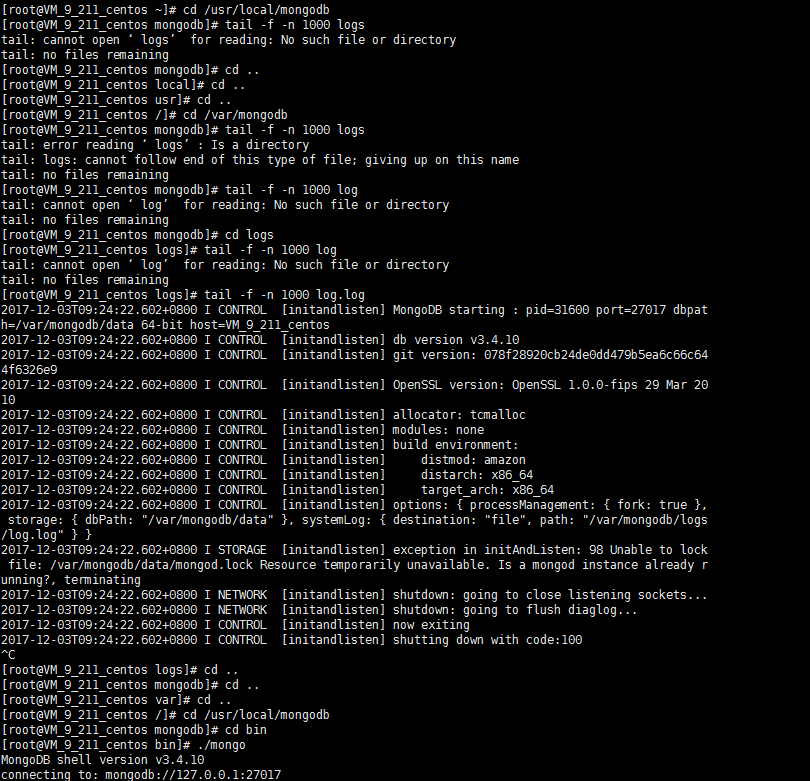 [root@VM_9_211_centos ~]# cd /usr/local/mongodb
[root@VM_9_211_centos mongodb]# tail -f -n 1000 logs
tail: cannot open ‘ logs’  for reading: No such file or directory
tail: no files remaining
[root@VM_9_211_centos mongodb]# cd ..
[root@VM_9_211_centos local]# cd ..
[root@VM_9_211_centos usr]# cd ..
[root@VM_9_211_centos /]# cd /var/mongodb
[root@VM_9_211_centos mongodb]# tail -f -n 1000 logs
tail: error reading ‘ logs’ : Is a directory
tail: logs: cannot follow end of this type of file; giving up on this name
tail: no files remaining
[root@VM_9_211_centos mongodb]# tail -f -n 1000 log
tail: cannot open ‘ log’  for reading: No such file or directory
tail: no files remaining
[root@VM_9_211_centos mongodb]# cd logs
[root@VM_9_211_centos logs]# tail -f -n 1000 log
tail: cannot open ‘ log’  for reading: No such file or directory
tail: no files remaining
[root@VM_9_211_centos logs]# tail -f -n 1000 log.log
2017-12-03T09:24:22.602+0800 I CONTROL  [initandlisten] MongoDB starting : pid=31600 port=27017 dbpat
h=/var/mongodb/data 64-bit host=VM_9_211_centos
2017-12-03T09:24:22.602+0800 I CONTROL  [initandlisten] db version v3.4.10
2017-12-03T09:24:22.602+0800 I CONTROL  [initandlisten] git version: 078f28920cb24de0dd479b5ea6c66c64
4f6326e9
2017-12-03T09:24:22.602+0800 I CONTROL  [initandlisten] OpenSSL version: OpenSSL 1.0.0-fips 29 Mar 20
10
2017-12-03T09:24:22.602+0800 I CONTROL  [initandlisten] allocator: tcmalloc
2017-12-03T09:24:22.602+0800 I CONTROL  [initandlisten] modules: none
2017-12-03T09:24:22.602+0800 I CONTROL  [initandlisten] build environment:
2017-12-03T09:24:22.602+0800 I CONTROL  [initandlisten]     distmod: amazon
2017-12-03T09:24:22.602+0800 I CONTROL  [initandlisten]     distarch: x86_64
2017-12-03T09:24:22.602+0800 I CONTROL  [initandlisten]     target_arch: x86_64
2017-12-03T09:24:22.602+0800 I CONTROL  [initandlisten] options: { processManagement: { fork: true },
 storage: { dbPath: "/var/mongodb/data" }, systemLog: { destination: "file", path: "/var/mongodb/logs
/log.log" } }
2017-12-03T09:24:22.602+0800 I STORAGE  [initandlisten] exception in initAndListen: 98 Unable to lock
 file: /var/mongodb/data/mongod.lock Resource temporarily unavailable. Is a mongod instance already r
unning?, terminating
2017-12-03T09:24:22.602+0800 I NETWORK  [initandlisten] shutdown: going to close listening sockets...
2017-12-03T09:24:22.602+0800 I NETWORK  [initandlisten] shutdown: going to flush diaglog...
2017-12-03T09:24:22.602+0800 I CONTROL  [initandlisten] now exiting
2017-12-03T09:24:22.602+0800 I CONTROL  [initandlisten] shutting down with code:100
^C
[root@VM_9_211_centos logs]# cd ..
[root@VM_9_211_centos mongodb]# cd ..
[root@VM_9_211_centos var]# cd ..
[root@VM_9_211_centos /]# cd /usr/local/mongodb
[root@VM_9_211_centos mongodb]# cd bin
[root@VM_9_211_centos bin]# ./mongo
MongoDB shell version v3.4.10
connecting to: mongodb://127.0.0.1:27017